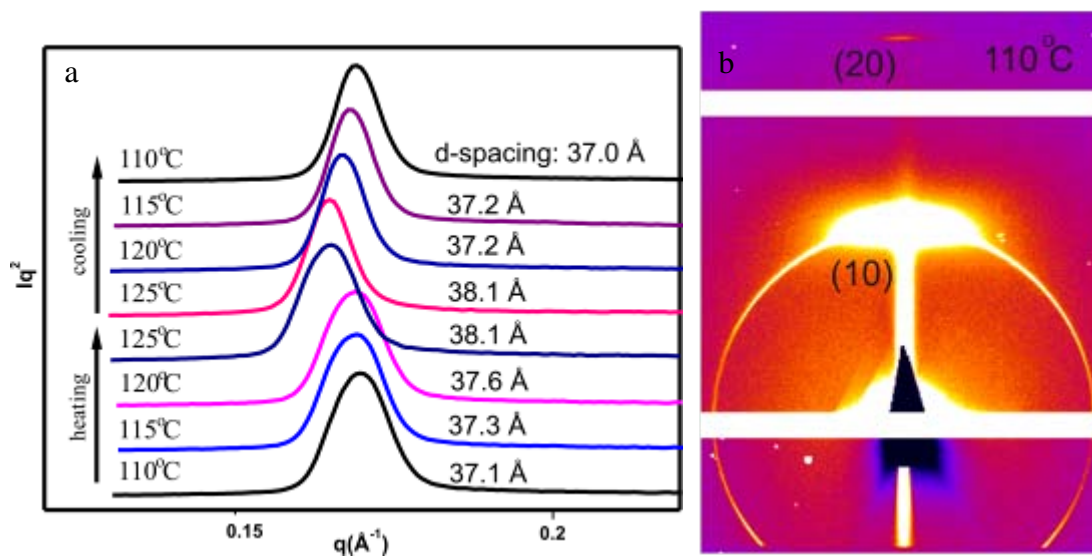 a
110°C
d-spacing: 37.0 Å
115°C
37.2 Å
120°C
37.2 Å
125°C
38.1 Å
125°C
38.1 Å
120°C
37.6 Å
115°C
37.3 Å
110°C
37.1 Å
cooling
heating
Iq²
0.15
0.2
q(Å⁻¹)
b
(20)
110°C
(10)